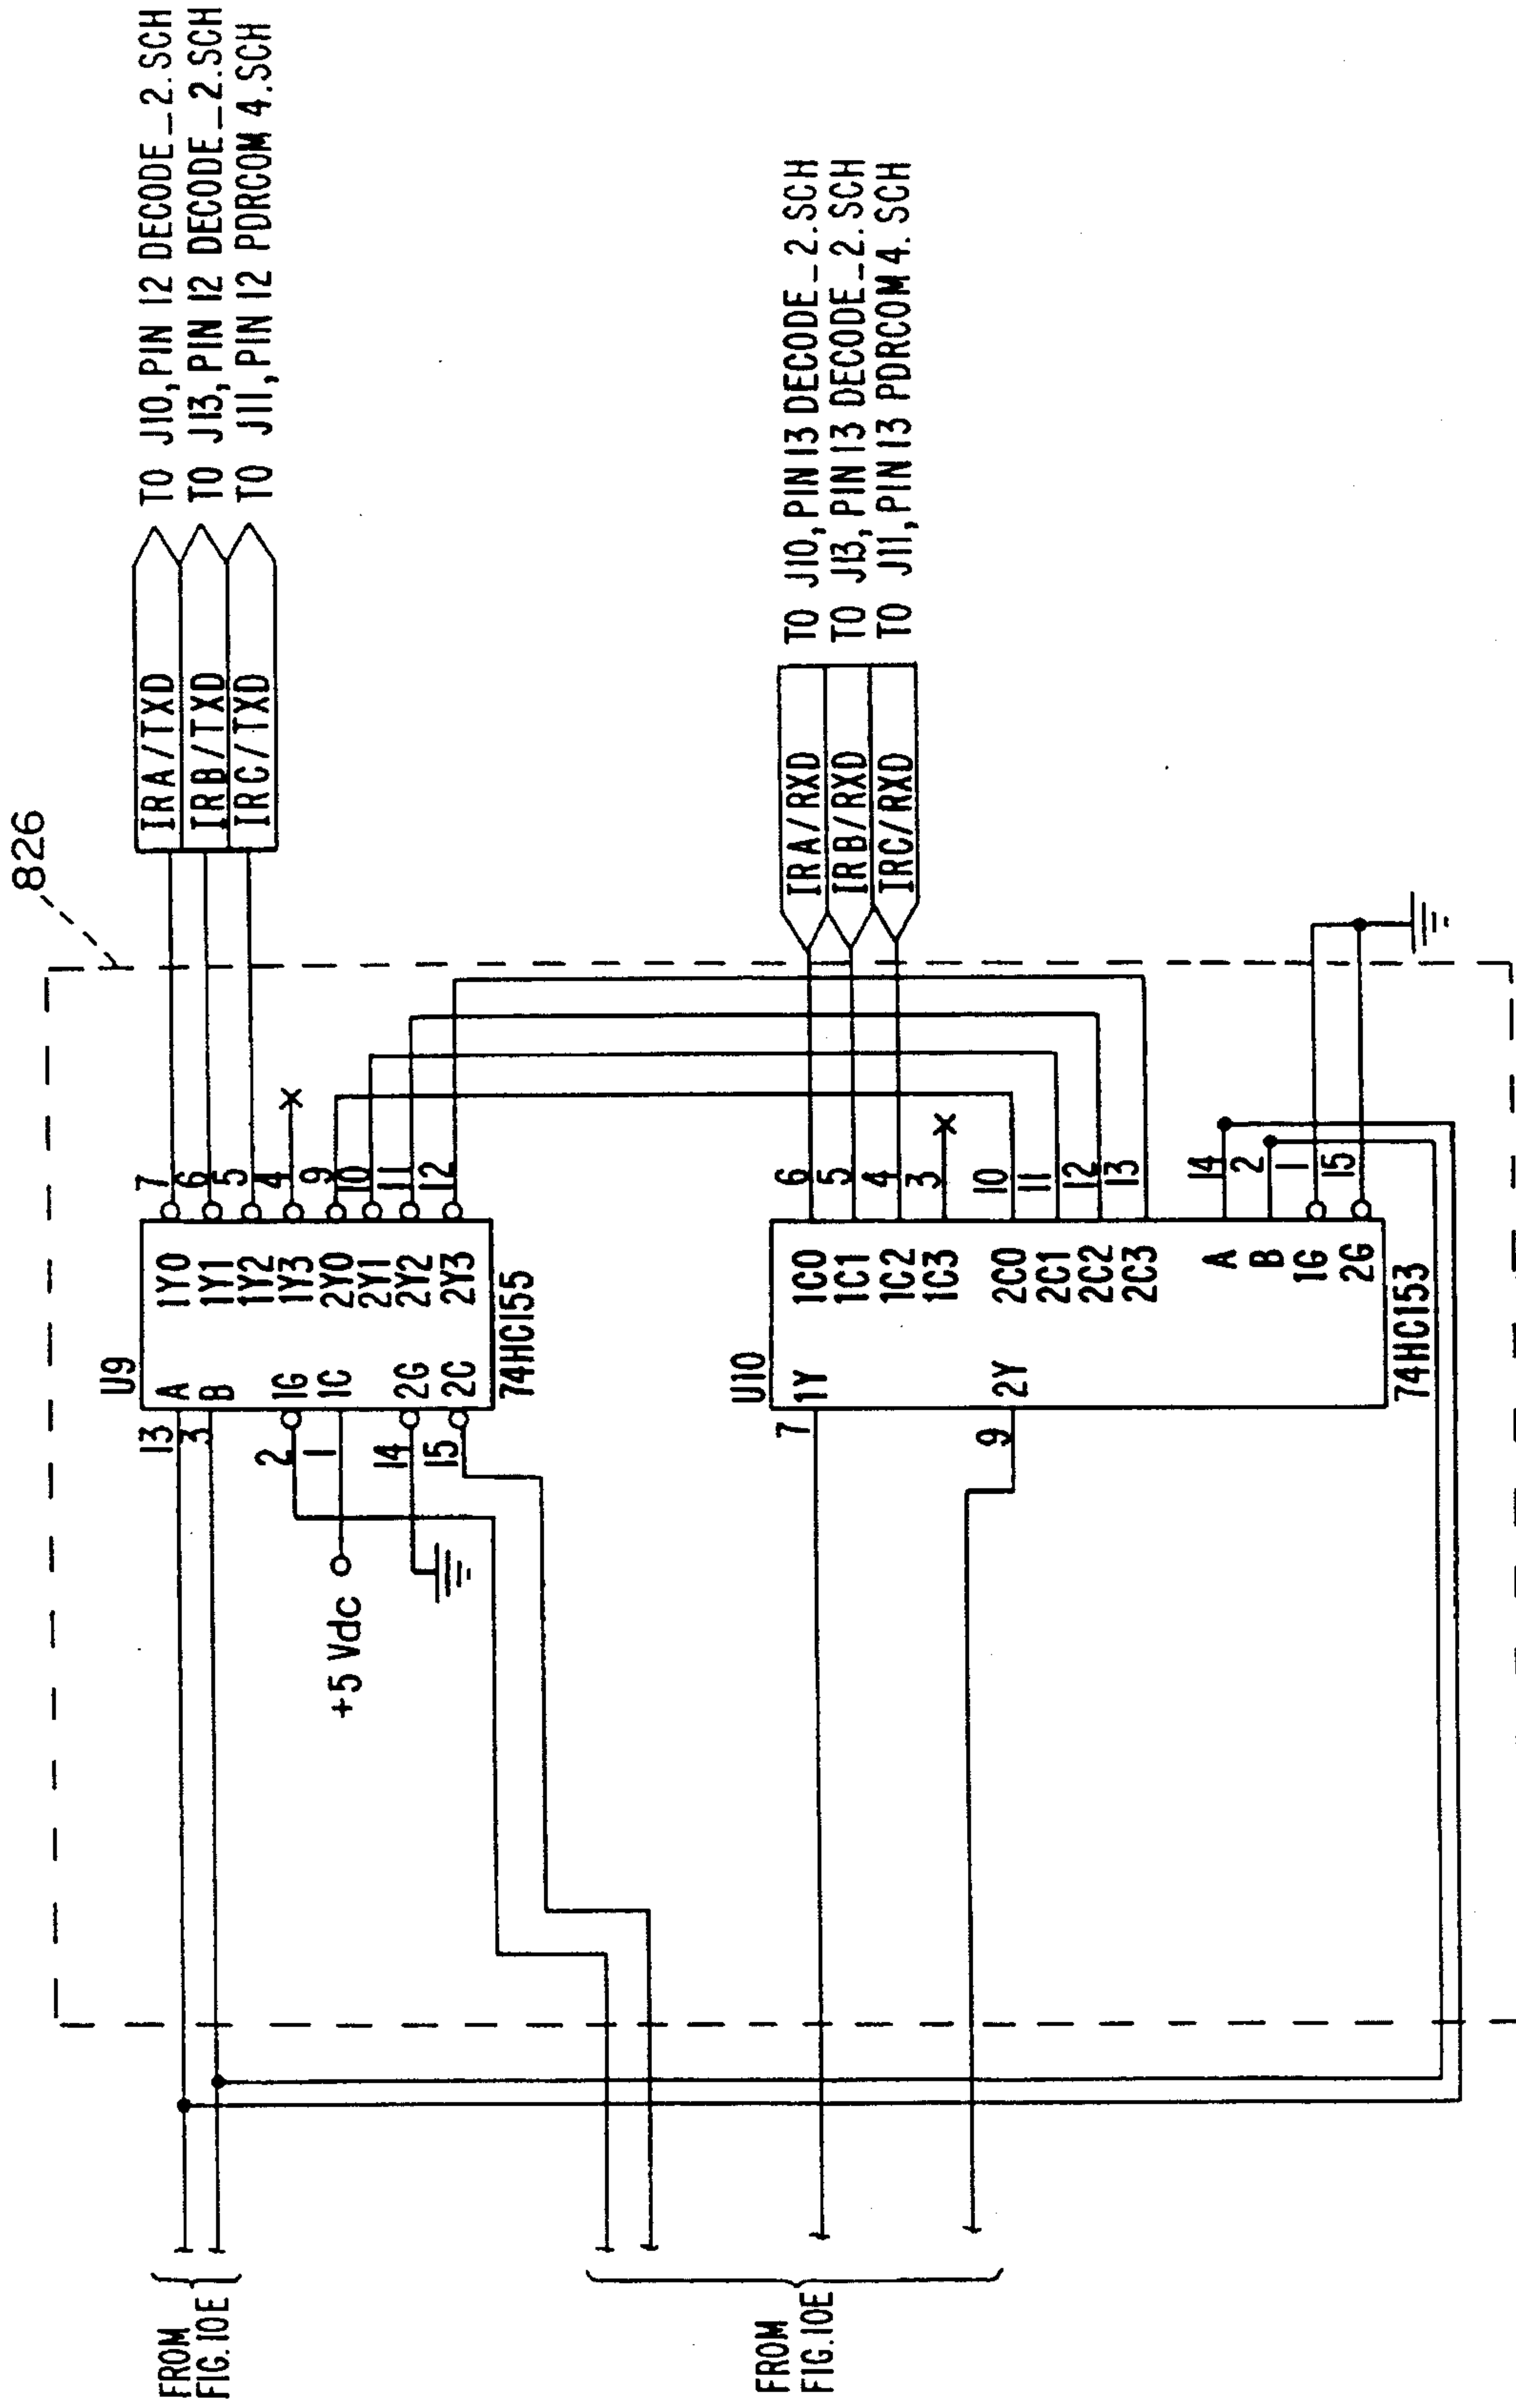 826
IRA/TXD TO J10, PIN 12 DECODE_2.SCH
IRB/TXD TO J13, PIN 12 DECODE_2.SCH
IRC/TXD TO J11, PIN 12 PDRCOM 4.SCH
U9
13 A 1Y0 7
3 B 1Y1 6
1Y2 5
2 1G 1Y3 4
1 1C 2Y0 9
2Y1 10
14 2G 2Y2 11
15 2C 2Y3 12
74HC155
+5 Vdc
FROM
FIG. 10E
IRA/RXD TO J10, PIN 13 DECODE_2.SCH
IRB/RXD TO J13, PIN 13 DECODE_2.SCH
IRC/RXD TO J11, PIN 13 PDRCOM 4.SCH
U10
7 1Y 1C0 6
1C1 5
1C2 4
1C3 3
9 2Y 2C0 10
2C1 11
2C2 12
2C3 13
A 14
B 2
1G 1
2G 15
74HC153
FROM
FIG. 10E